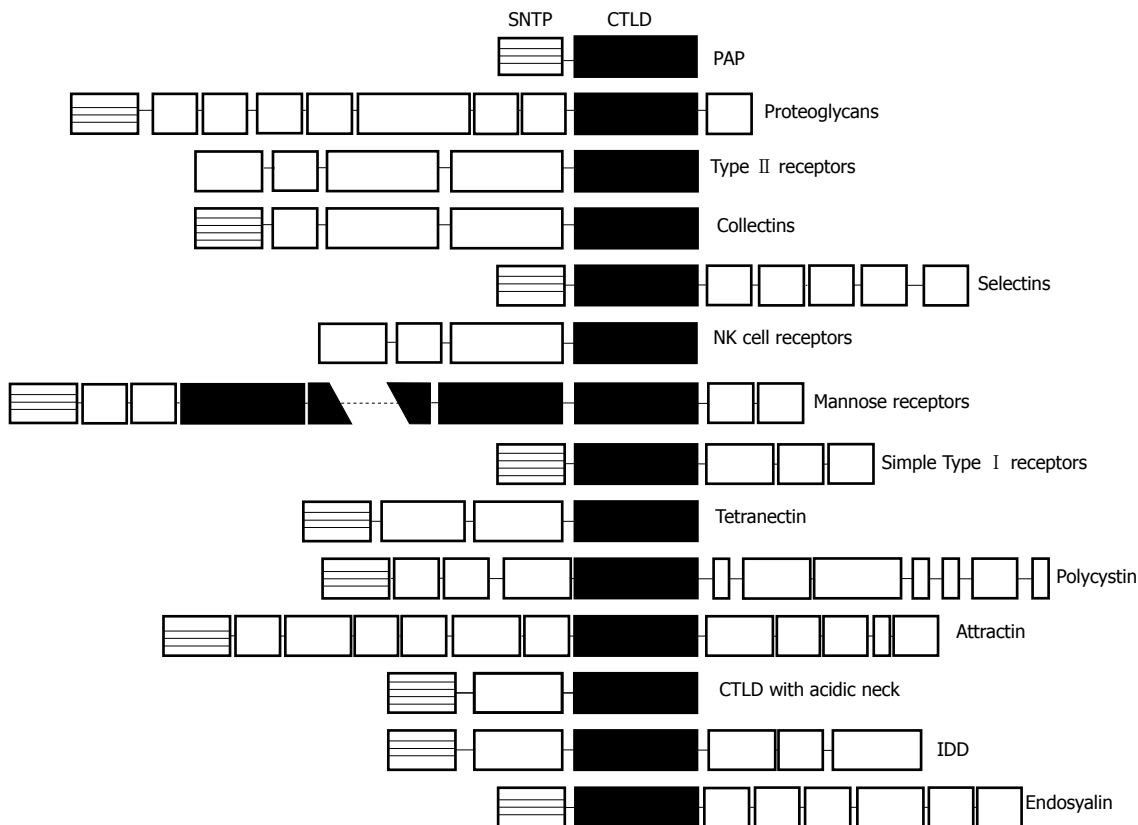 SNTP CTLD
PAP
Proteoglycans
Type Ⅱ receptors
Collectins
Selectins
NK cell receptors
Mannose receptors
Simple Type Ⅰ receptors
Tetranectin
Polycystin
Attractin
CTLD with acidic neck
IDD
Endosyalin